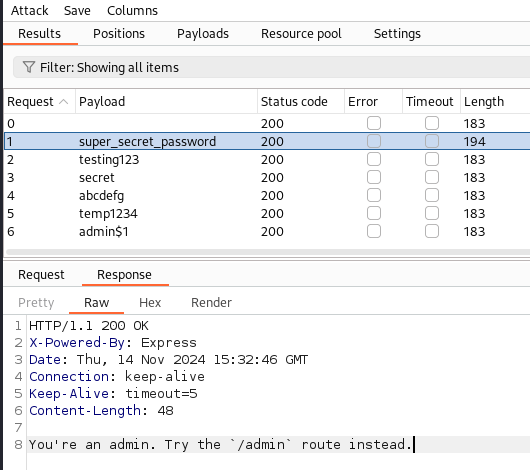 Attack Save Columns
Results Positions Payloads Resource pool Settings
Filter: Showing all items
Request Payload Status code Error Timeout Length
0 200 183
1 super_secret_password 200 194
2 testing123 200 183
3 secret 200 183
4 abcdefg 200 183
5 temp1234 200 183
6 admin$1 200 183
Request Response
Pretty Raw Hex Render
1 HTTP/1.1 200 OK
2 X-Powered-By: Express
3 Date: Thu, 14 Nov 2024 15:32:46 GMT
4 Connection: keep-alive
5 Keep-Alive: timeout=5
6 Content-Length: 48
7
8 You're an admin. Try the `/admin` route instead.